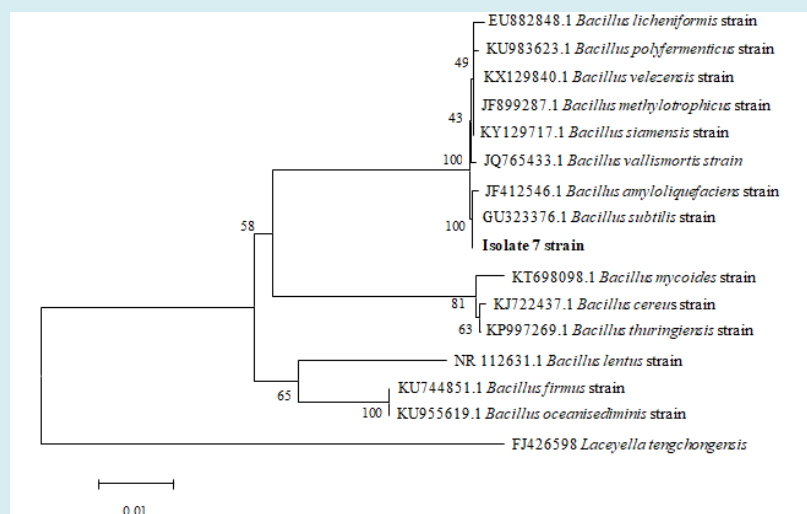 EU882848.1 Bacillus licheniformis strain
KU983623.1 Bacillus polyfermenticus strain
49
KX129840.1 Bacillus velezensis strain
JF899287.1 Bacillus methylotrophicus strain
43
KY129717.1 Bacillus siamensis strain
100
JQ765433.1 Bacillus vallismortis strain
JF412546.1 Bacillus amyloliquefaciens strain
GU323376.1 Bacillus subtilis strain
100
58
Isolate 7 strain
KT698098.1 Bacillus mycoides strain
81
KJ722437.1 Bacillus cereus strain
63
KP997269.1 Bacillus thuringiensis strain
NR 112631.1 Bacillus lentus strain
65
KU744851.1 Bacillus firmus strain
100
KU955619.1 Bacillus oceanisediminis strain
FJ426598 Laceyella tengchongensis
0.01